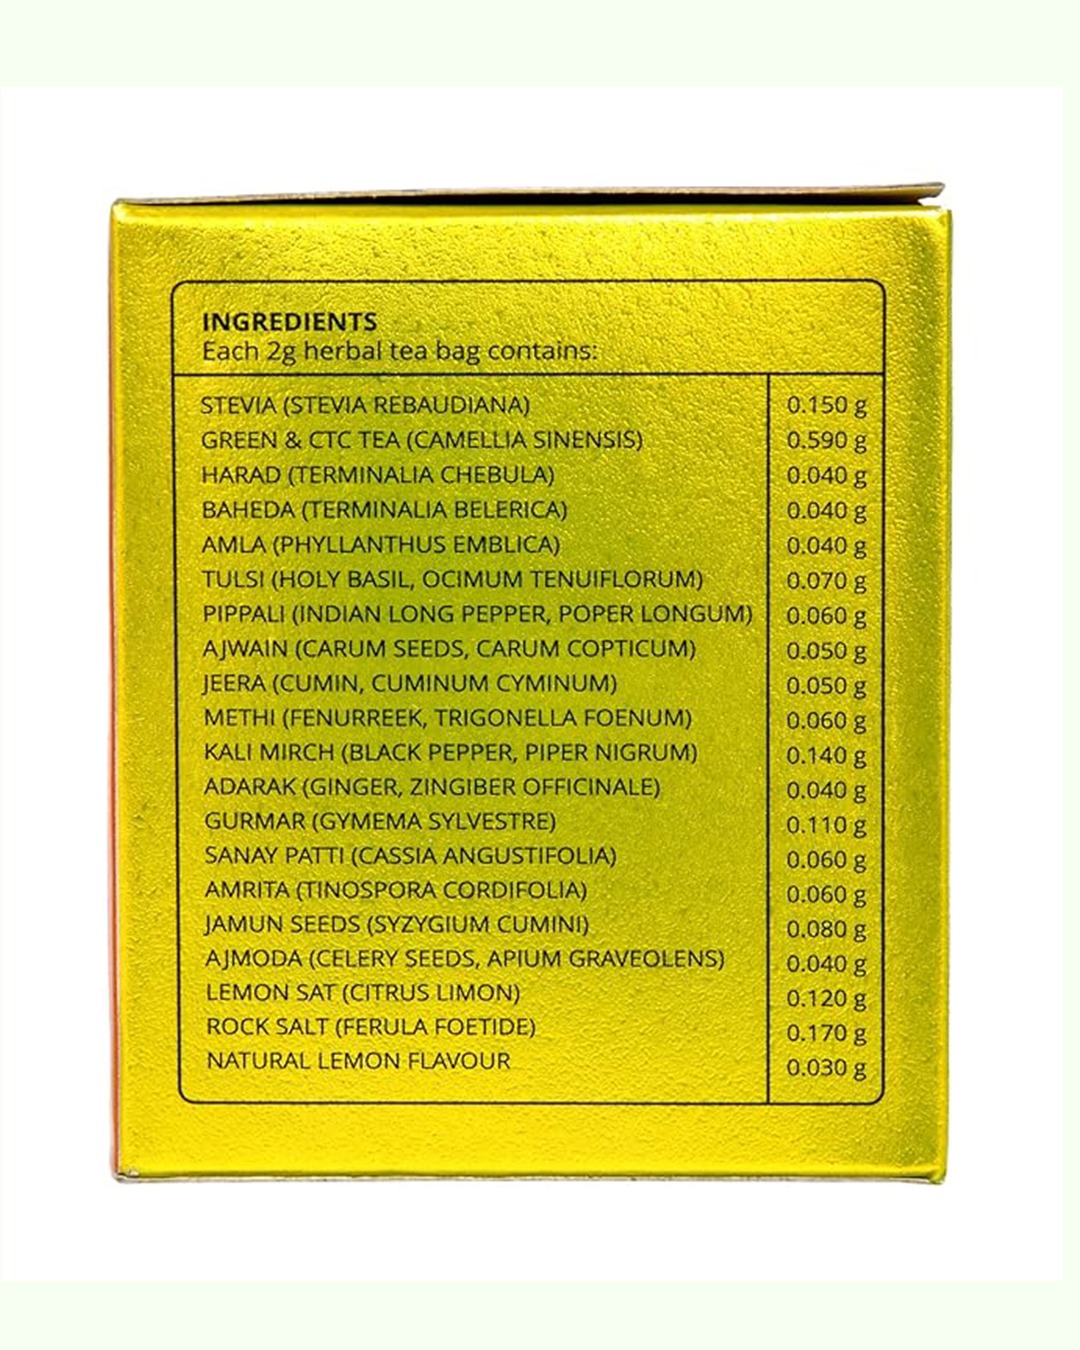 INGREDIENTS
Each 2g herbal tea bag contains:
STEVIA (STEVIA REBAUDIANA) 0.150 g
GREEN & CTC TEA (CAMELLIA SINENSIS) 0.590 g
HARAD (TERMINALIA CHEBULA) 0.040 g
BAHEDA (TERMINALIA BELERICA) 0.040 g
AMLA (PHYLLANTHUS EMBLICA) 0.040 g
TULSI (HOLY BASIL, OCIMUM TENUIFLORUM) 0.070 g
PIPPALI (INDIAN LONG PEPPER, POPER LONGUM) 0.060 g
AJWAIN (CARUM SEEDS, CARUM COPTICUM) 0.050 g
JEERA (CUMIN, CUMINUM CYMINUM) 0.050 g
METHI (FENURREEK, TRIGONELLA FOENUM) 0.060 g
KALI MIRCH (BLACK PEPPER, PIPER NIGRUM) 0.140 g
ADARAK (GINGER, ZINGIBER OFFICINALE) 0.040 g
GURMAR (GYMEMA SYLVESTRE) 0.110 g
SANAY PATTI (CASSIA ANGUSTIFOLIA) 0.060 g
AMRITA (TINOSPORA CORDIFOLIA) 0.060 g
JAMUN SEEDS (SYZYGIUM CUMINI) 0.080 g
AJMODA (CELERY SEEDS, APIUM GRAVEOLENS) 0.040 g
LEMON SAT (CITRUS LIMON) 0.120 g
ROCK SALT (FERULA FOETIDE) 0.170 g
NATURAL LEMON FLAVOUR 0.030 g